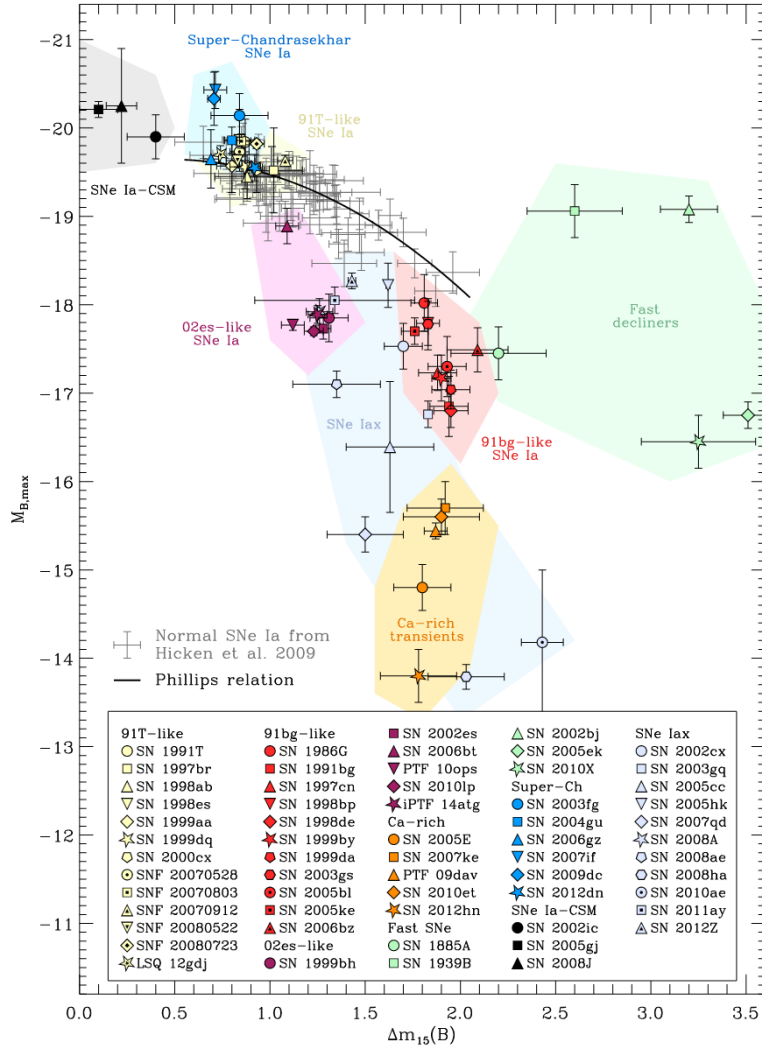 Super-Chandrasekhar
SNe Ia
91T-like
SNe Ia
SNe Ia-CSM
02es-like
SNe Ia
Fast
decliners
SNe Iax
91bg-like
SNe Ia
Ca-rich
transients
Normal SNe Ia from
Hicken et al. 2009
Phillips relation
91T-like
SN 1991T
SN 1997br
SN 1998ab
SN 1998es
SN 1999aa
SN 1999dq
SN 2000cx
SNF 20070528
SNF 20070803
SNF 20070912
SNF 20080522
SNF 20080723
LSQ 12gdj
91bg-like
SN 1986G
SN 1991bg
SN 1997cn
SN 1998bp
SN 1998de
SN 1999by
SN 1999da
SN 2003gs
SN 2005bl
SN 2005ke
SN 2006bz
02es-like
SN 1999bh
SN 2002es
SN 2006bt
PTF 10ops
SN 2010lp
iPTF 14atg
Ca-rich
SN 2005E
SN 2007ke
PTF 09dav
SN 2010et
SN 2012hn
Fast SNe
SN 1885A
SN 1939B
SN 2002bj
SN 2005ek
SN 2010X
Super-Ch
SN 2003fg
SN 2004gu
SN 2006gz
SN 2007if
SN 2009dc
SN 2012dn
SNe Ia-CSM
SN 2002ic
SN 2005gj
SN 2008J
SNe Iax
SN 2002cx
SN 2003gq
SN 2005cc
SN 2005hk
SN 2007qd
SN 2008A
SN 2008ae
SN 2008ha
SN 2010ae
SN 2011ay
SN 2012Z
-21
-20
-19
-18
-17
-16
-15
-14
-13
-12
-11
M_B,max
0.0
0.5
1.0
1.5
2.0
2.5
3.0
3.5
Δm₁₅(B)